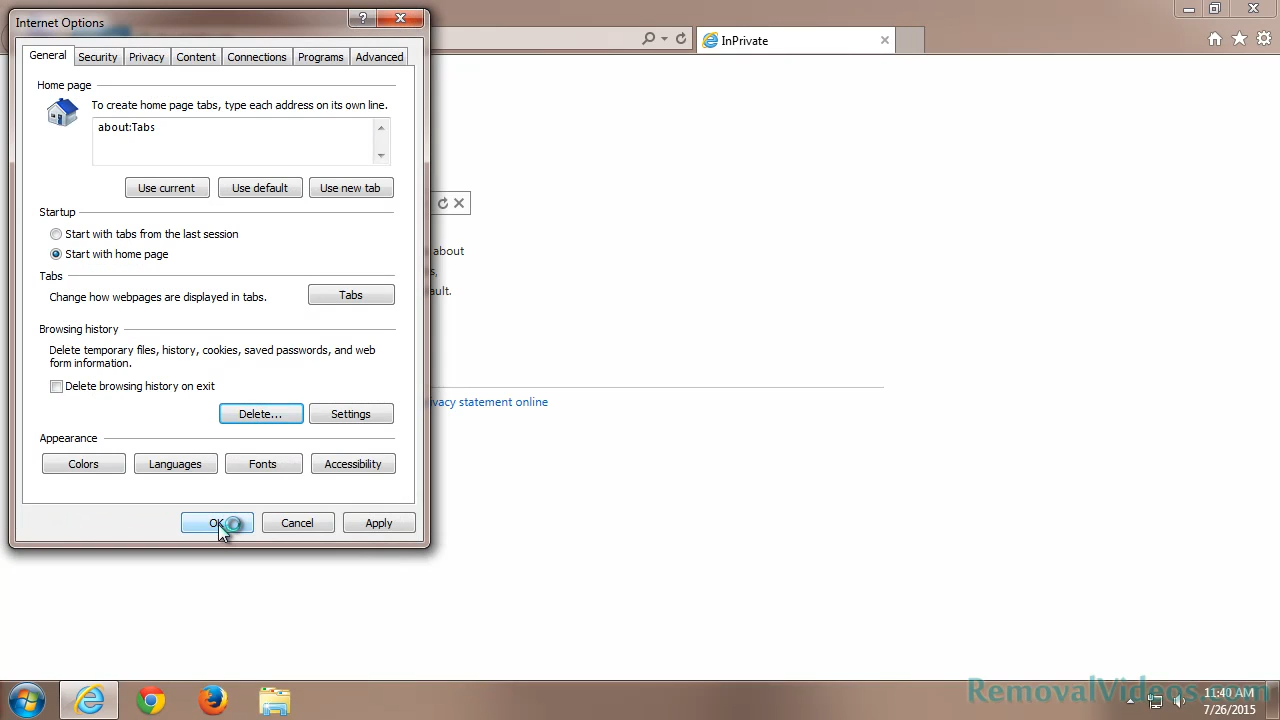 Internet Options
?
General Security Privacy Content Connections Programs Advanced
InPrivate
Home page
To create home page tabs, type each address on its own line.
about:Tabs
Use current Use default Use new tab
Startup
Start with tabs from the last session
Start with home page
about
Tabs
Change how webpages are displayed in tabs. Tabs
Browsing history
Delete temporary files, history, cookies, saved passwords, and web
form information.
Delete browsing history on exit
Delete... Settings
statement online
Appearance
Colors Languages Fonts Accessibility
OK Cancel Apply
RemovalVideos.com
11:40 AM
7/26/2015